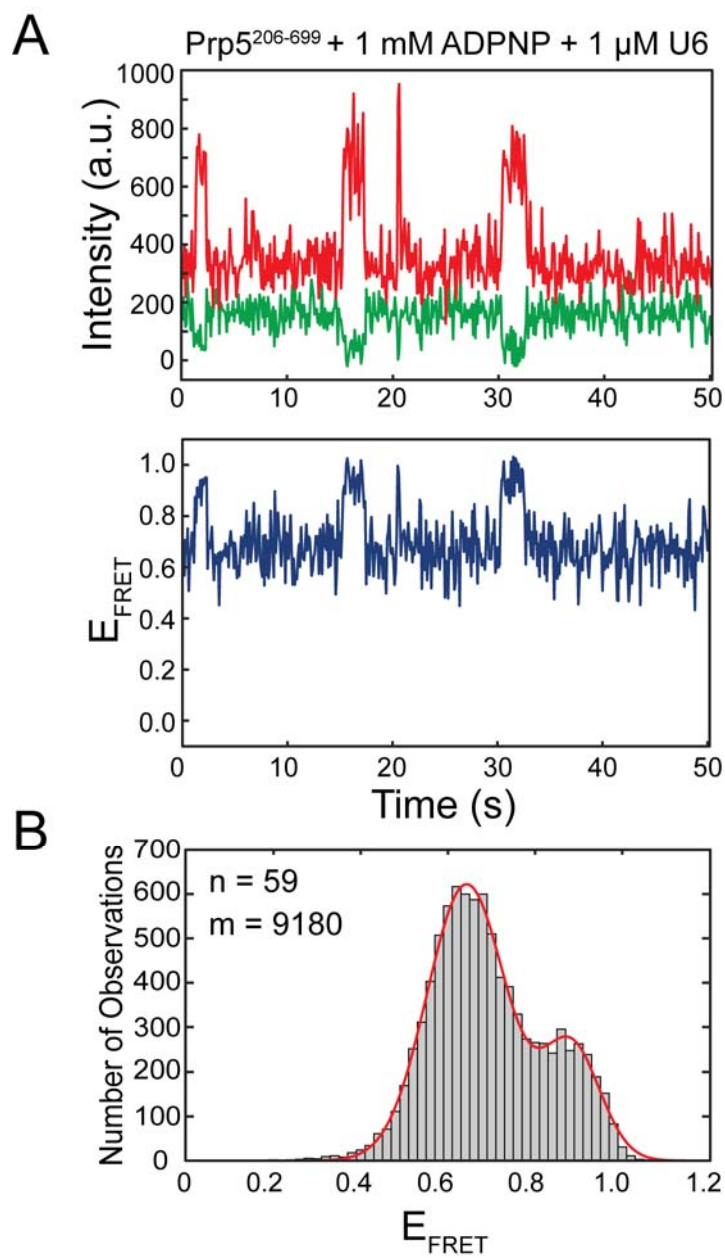 A
Prp5²⁰⁶⁻⁶⁹⁹ + 1 mM ADPNP + 1 µM U6
Intensity (a.u.)
1000
800
600
400
200
0
0 10 20 30 40 50
E_FRET
1.0
0.8
0.6
0.4
0.2
0.0
0 10 20 30 40 50
Time (s)
B
Number of Observations
700
600
500
400
300
200
100
0
n = 59
m = 9180
0 0.2 0.4 0.6 0.8 1.0 1.2
E_FRET